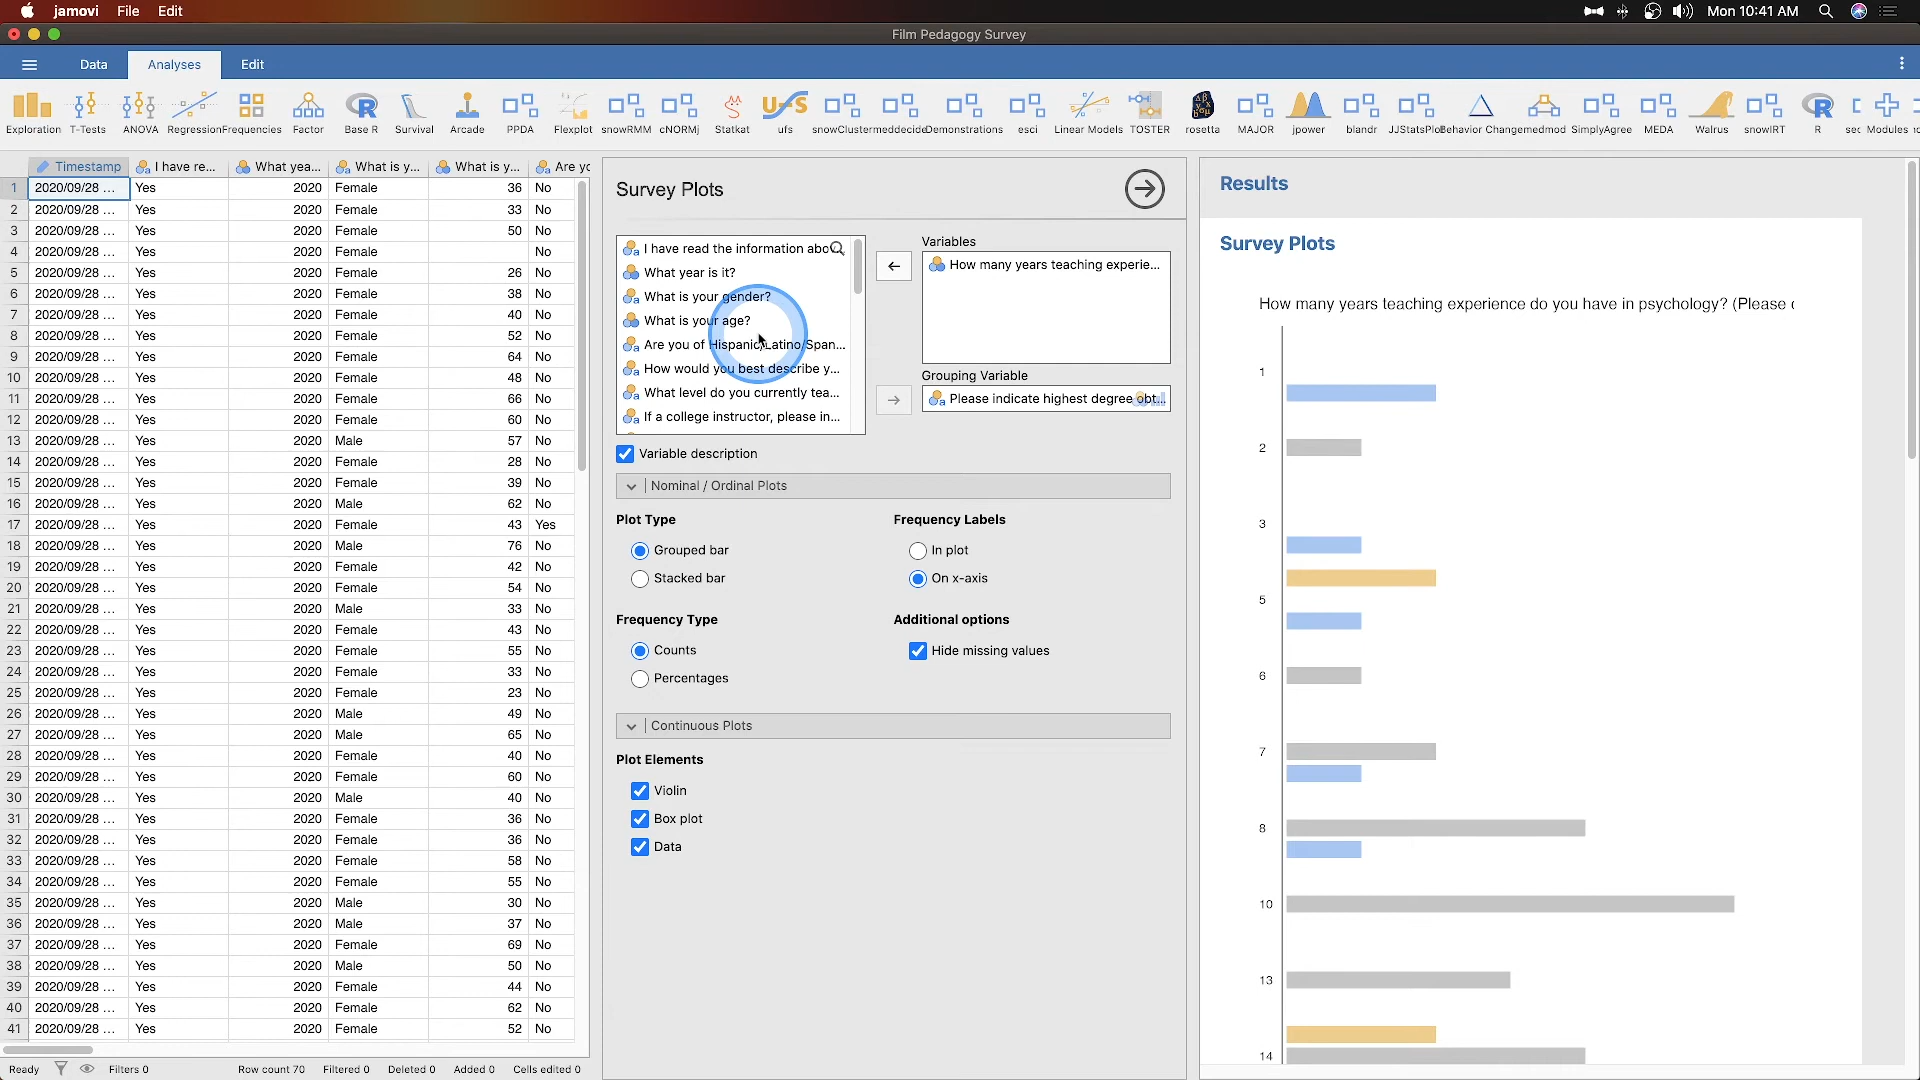 jamovi File Edit Mon 10:41 AM
Film Pedagogy Survey
Data Analyses Edit
Exploration T-Tests ANOVA Regression Frequencies Factor Base R Survival Arcade PPDA Flexplot snowRMM cNORMj Statkat ufs snowCluster meddecide Demonstrations esci Linear Models TOSTER rosetta MAJOR jpower blandr JJStatsPlo Behavior Change medmod SimplyAgree MEDA Walrus snowIRT R sec Modules
Timestamp I have re... What yea... What is y... What is y... Are yo
1 2020/09/28 ... Yes 2020 Female 36 No
2 2020/09/28 ... Yes 2020 Female 33 No
3 2020/09/28 ... Yes 2020 Female 50 No
4 2020/09/28 ... Yes 2020 Female No
5 2020/09/28 ... Yes 2020 Female 26 No
6 2020/09/28 ... Yes 2020 Female 38 No
7 2020/09/28 ... Yes 2020 Female 40 No
8 2020/09/28 ... Yes 2020 Female 52 No
9 2020/09/28 ... Yes 2020 Female 64 No
10 2020/09/28 ... Yes 2020 Female 48 No
11 2020/09/28 ... Yes 2020 Female 66 No
12 2020/09/28 ... Yes 2020 Female 60 No
13 2020/09/28 ... Yes 2020 Male 57 No
14 2020/09/28 ... Yes 2020 Female 28 No
15 2020/09/28 ... Yes 2020 Female 39 No
16 2020/09/28 ... Yes 2020 Male 62 No
17 2020/09/28 ... Yes 2020 Female 43 Yes
18 2020/09/28 ... Yes 2020 Male 76 No
19 2020/09/28 ... Yes 2020 Female 42 No
20 2020/09/28 ... Yes 2020 Female 54 No
21 2020/09/28 ... Yes 2020 Male 33 No
22 2020/09/28 ... Yes 2020 Female 43 No
23 2020/09/28 ... Yes 2020 Female 55 No
24 2020/09/28 ... Yes 2020 Female 33 No
25 2020/09/28 ... Yes 2020 Female 23 No
26 2020/09/28 ... Yes 2020 Male 49 No
27 2020/09/28 ... Yes 2020 Male 65 No
28 2020/09/28 ... Yes 2020 Female 40 No
29 2020/09/28 ... Yes 2020 Female 60 No
30 2020/09/28 ... Yes 2020 Male 40 No
31 2020/09/28 ... Yes 2020 Female 36 No
32 2020/09/28 ... Yes 2020 Female 36 No
33 2020/09/28 ... Yes 2020 Female 58 No
34 2020/09/28 ... Yes 2020 Female 55 No
35 2020/09/28 ... Yes 2020 Male 30 No
36 2020/09/28 ... Yes 2020 Male 37 No
37 2020/09/28 ... Yes 2020 Female 69 No
38 2020/09/28 ... Yes 2020 Male 50 No
39 2020/09/28 ... Yes 2020 Female 44 No
40 2020/09/28 ... Yes 2020 Female 62 No
41 2020/09/28 ... Yes 2020 Female 52 No
Ready Filters 0 Row count 70 Filtered 0 Deleted 0 Added 0 Cells edited 0
Survey Plots
I have read the information abov
What year is it?
What is your gender?
What is your age?
Are you of Hispanic/Latino/Span...
How would you best describe y...
What level do you currently tea...
If a college instructor, please in...
Variables
How many years teaching experie...
Grouping Variable
Please indicate highest degree obt...
Variable description
Nominal / Ordinal Plots
Plot Type Frequency Labels
Grouped bar In plot
Stacked bar On x-axis
Frequency Type Additional options
Counts Hide missing values
Percentages
Continuous Plots
Plot Elements
Violin
Box plot
Data
Results
Survey Plots
How many years teaching experience do you have in psychology? (Please
1
2
3
5
6
7
8
10
13
14